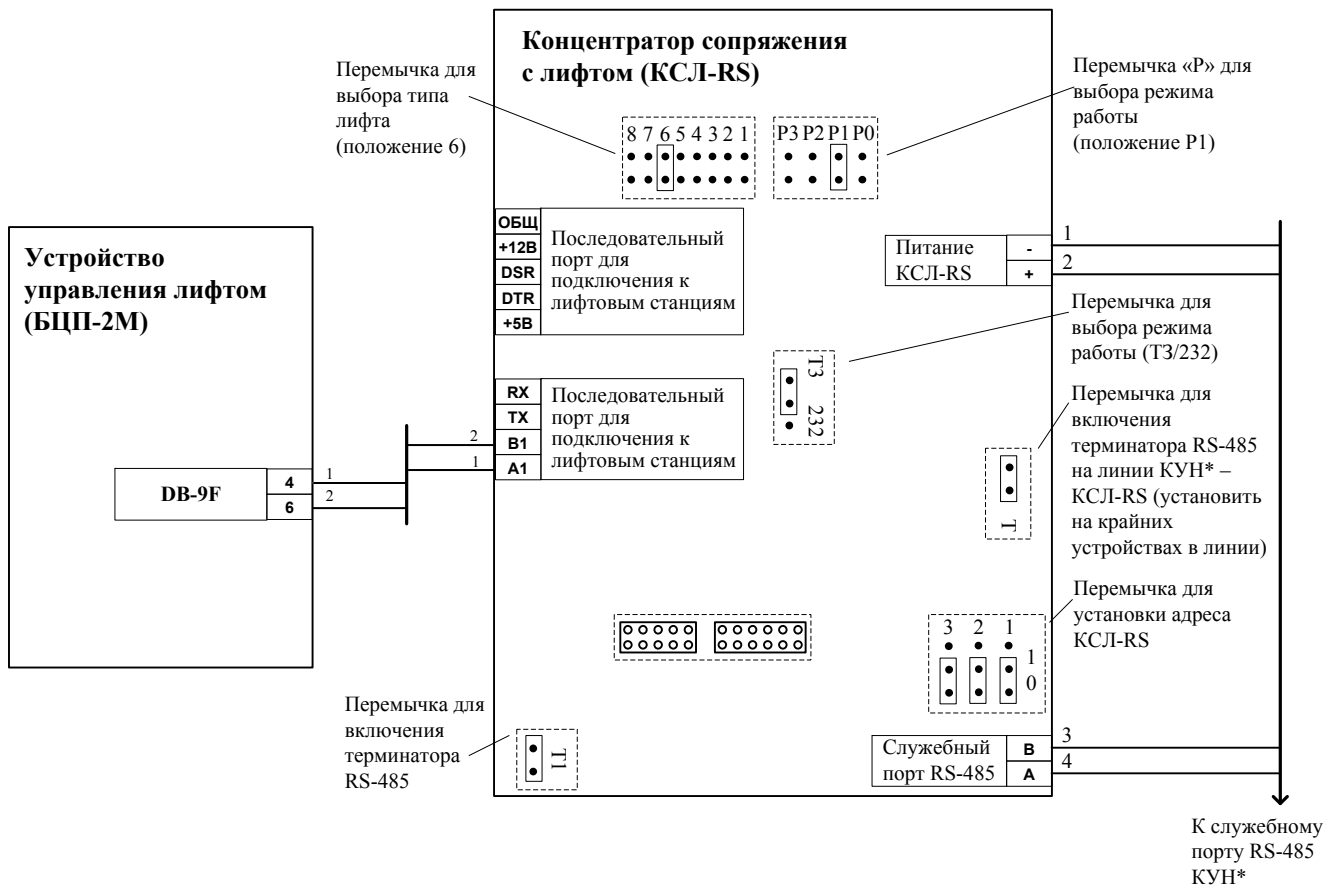 Концентратор сопряжения
с лифтом (КСЛ-RS)
Перемычка для
выбора типа
лифта
(положение 6)
8 7 6 5 4 3 2 1
P3 P2 P1 P0
Перемычка «Р» для
выбора режима
работы
(положение Р1)
Устройство
управления лифтом
(БЦП-2М)
DB-9F
4
6
1
2
ОБЩ
+12В
DSR
DTR
+5В
Последовательный
порт для
подключения к
лифтовым станциям
RX
TX
B1
A1
2
1
Последовательный
порт для
подключения к
лифтовым станциям
Питание
КСЛ-RS
-
+
1
2
ТЗ
232
Перемычка для
выбора режима
работы (ТЗ/232)
Т
Перемычка для
включения
терминатора RS-485
на линии КУН* –
КСЛ-RS (установить
на крайних
устройствах в линии)
3 2 1
1
0
Перемычка для
установки адреса
КСЛ-RS
Перемычка для
включения
терминатора
RS-485
Т1
Служебный
порт RS-485
B
A
3
4
К служебному
порту RS-485
КУН*